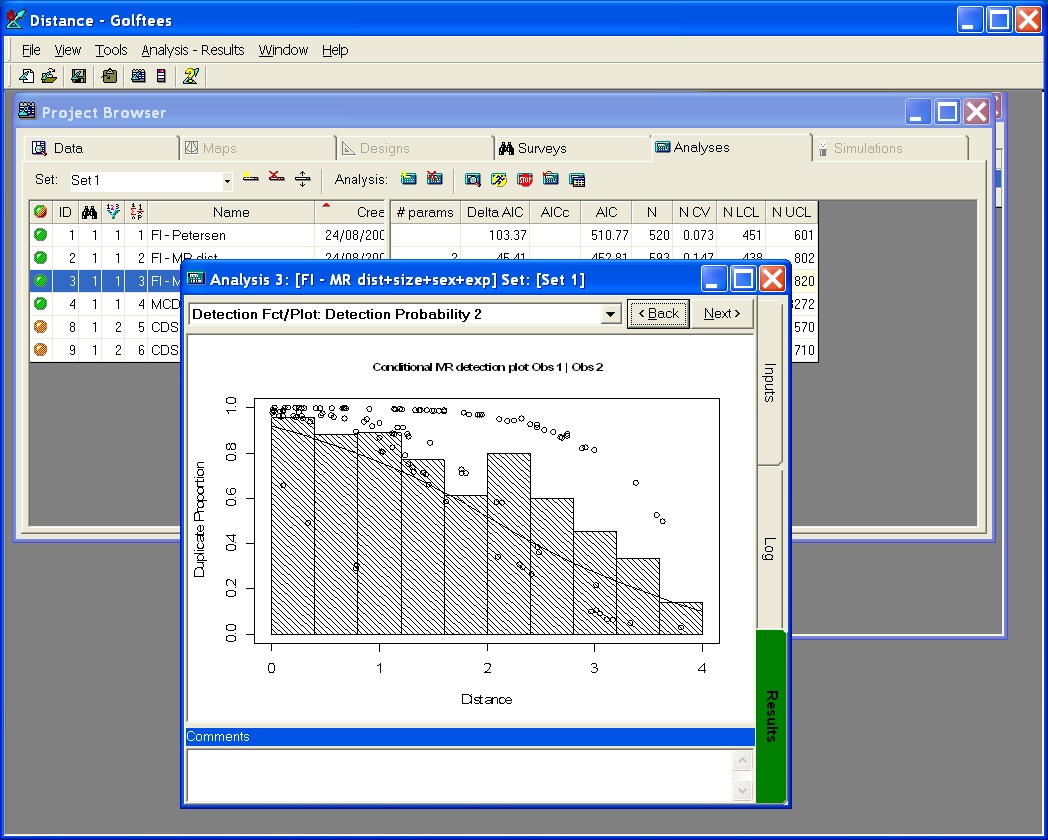 Distance - Golftees
File View Tools Analysis - Results Window Help
Project Browser
Data Maps Designs Surveys Analyses Simulations
Set: Set 1 Analysis: STOP
ID Name Crea # params Delta AIC AICc AIC N N CV N LCL N UCL
1 1 1 1 FI - Petersen 24/08/200 103.37 510.77 520 0.073 451 601
2 1 1 2 FI - MR dist 24/08/200 2 45.41 452.81 593 0.147 438 802
3 1 1 3 FI - M 820
4 1 1 4 MCD 272
8 1 2 5 CDS 570
9 1 2 6 CDS 710
Analysis 3: [FI - MR dist+size+sex+exp] Set: [Set 1]
Detection Fct/Plot: Detection Probability 2 < Back Next >
Conditional MR detection plot Obs 1 | Obs 2
Duplicate Proportion
1.0
0.8
0.6
0.4
0.2
0.0
0 1 2 3 4
Distance
Inputs
Log
Results
Comments